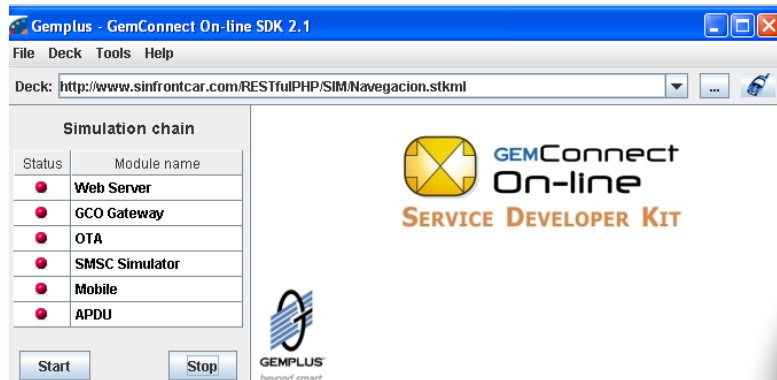 Gemplus - GemConnect On-line SDK 2.1
File Deck Tools Help
Deck: http://www.sinfrontcar.com/RESTfulPHP/SIM/Navegacion.stkml ...
Simulation chain
Status Module name
Web Server
GCO Gateway
OTA
SMSC Simulator
Mobile
APDU
Start Stop
GEMConnect
On-line
SERVICE DEVELOPER KIT
GEMPLUS
beyond smart